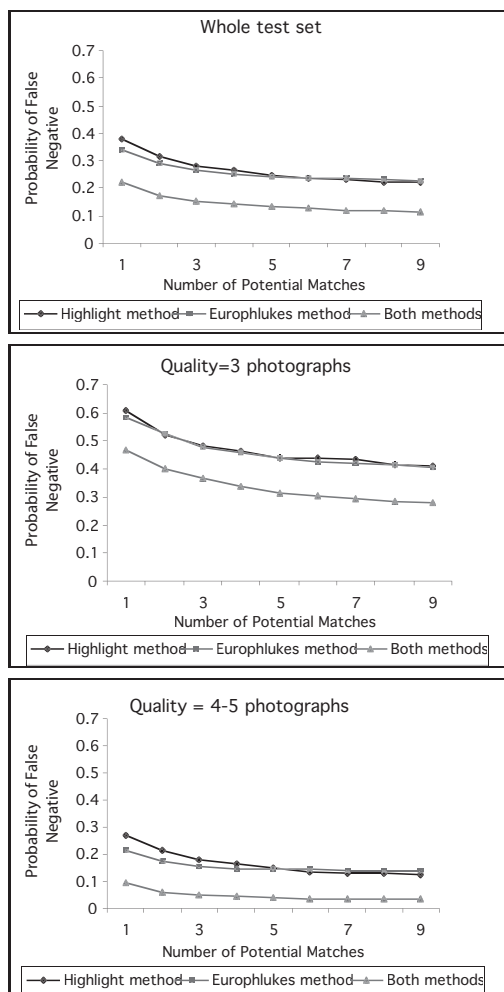 Whole test set
0.7
0.6
0.5
0.4
0.3
0.2
0.1
0
Probability of False
Negative
1 3 5 7 9
Number of Potential Matches
Highlight method Europhlukes method Both methods
Quality=3 photographs
0.7
0.6
0.5
0.4
0.3
0.2
0.1
0
Probability of False
Negative
1 3 5 7 9
Number of Potential Matches
Highlight method Europhlukes method Both methods
Quality = 4-5 photographs
0.7
0.6
0.5
0.4
0.3
0.2
0.1
0
Probability of False
Negative
1 3 5 7 9
Number of Potential Matches
Highlight method Europhlukes method Both methods